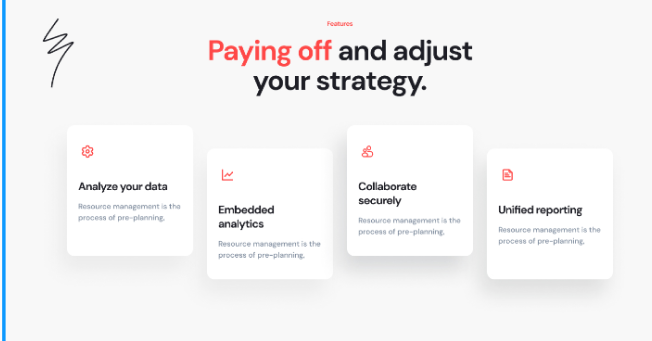 Features
Paying off and adjust
your strategy.
Analyze your data
Resource management is the
process of pre-planning,
Embedded
analytics
Resource management is the
process of pre-planning,
Collaborate
securely
Resource management is the
process of pre-planning,
Unified reporting
Resource management is the
process of pre-planning,